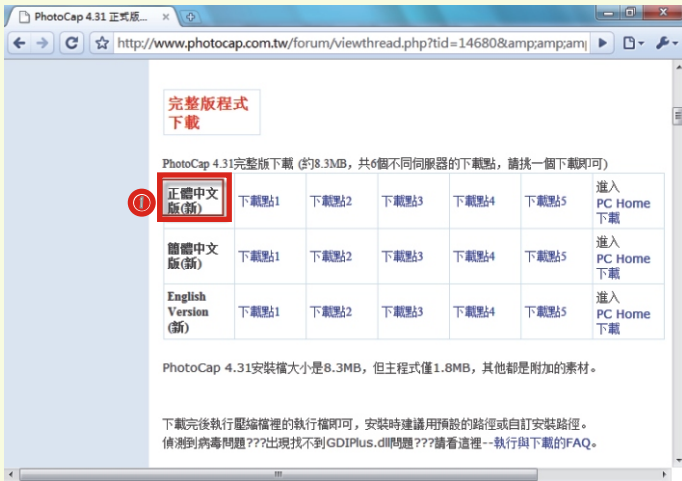 PhotoCap 4.31 正式版...
http://www.photocap.com.tw/forum/viewthread.php?tid=14680&amp;amp;am
完整版程式
下載
PhotoCap 4.31完整版下載 (約8.3MB，共6個不同伺服器的下載點，請挑一個下載即可)
①
正體中文
版(新)
下載點1
下載點2
下載點3
下載點4
下載點5
進入
PC Home
下載
簡體中文
版(新)
下載點1
下載點2
下載點3
下載點4
下載點5
進入
PC Home
下載
English
Version
(新)
下載點1
下載點2
下載點3
下載點4
下載點5
進入
PC Home
下載
PhotoCap 4.31安裝檔大小是8.3MB，但主程式僅1.8MB，其他都是附加的素材。
下載完後執行壓縮檔裡的執行檔即可，安裝時建議用預設的路徑或自訂安裝路徑。
偵測到病毒問題???出現找不到GDIPlus.dll問題???請看這裡--執行與下載的FAQ。